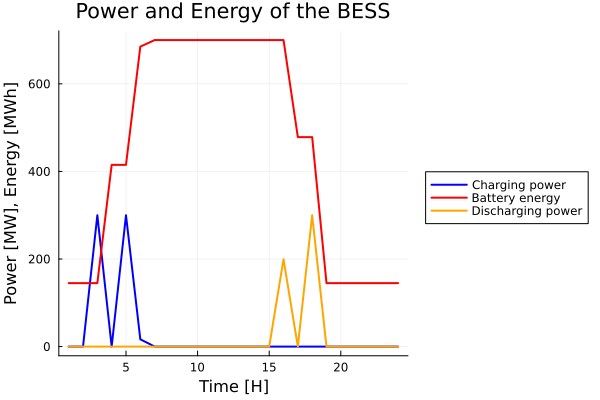 Power and Energy of the BESS
Power [MW], Energy [MWh]
600
400
200
0
5
10
15
20
Time [H]
Charging power
Battery energy
Discharging power